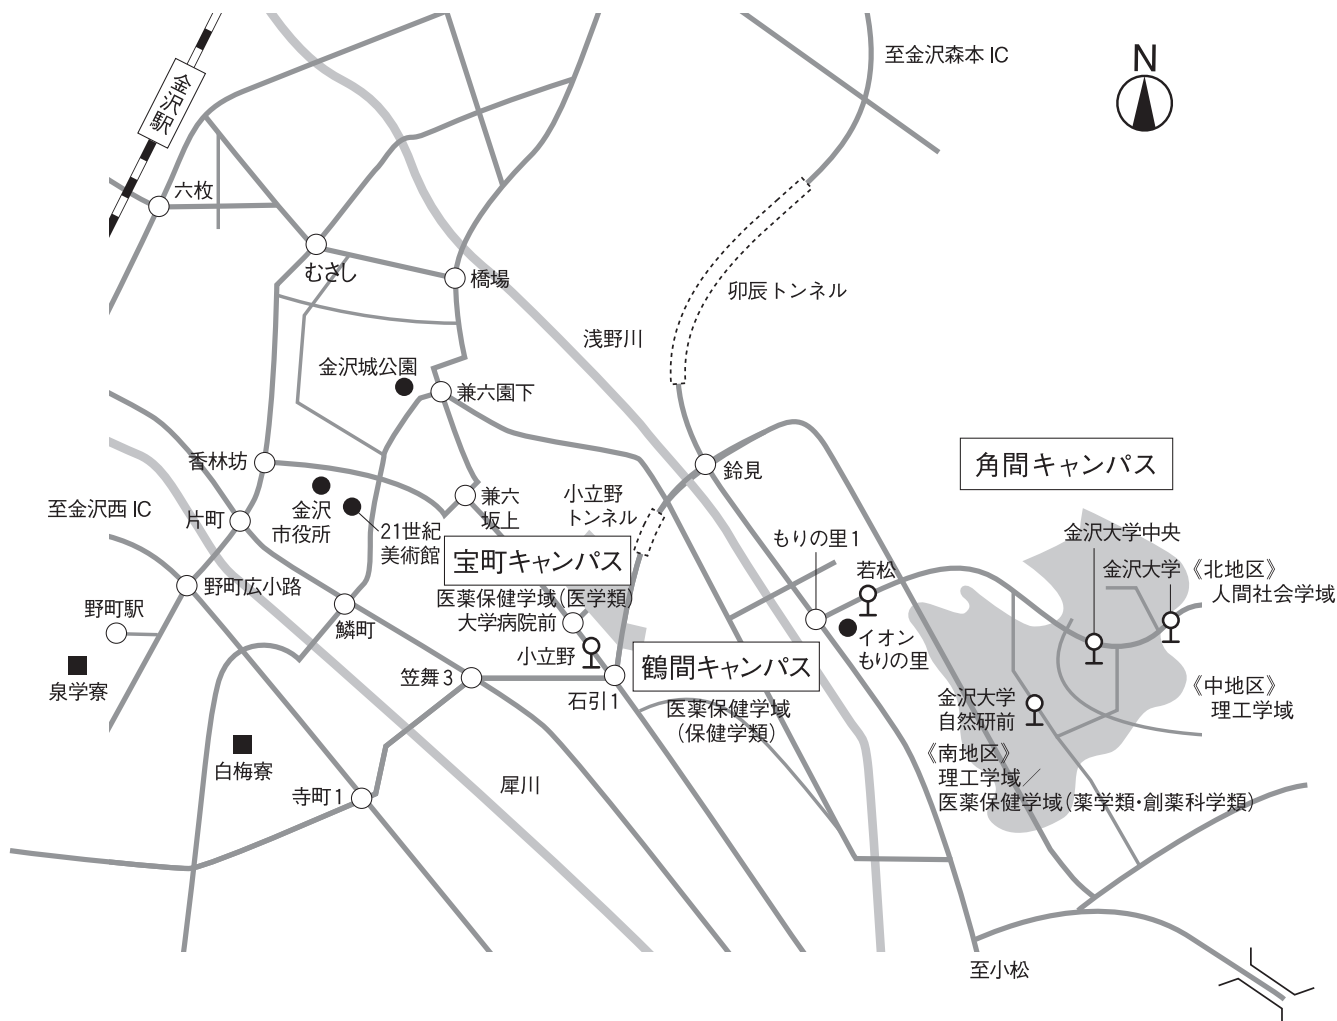 至金沢森本 IC
N
金沢駅
六枚
むさし
橋場
卯辰トンネル
浅野川
金沢城公園
兼六園下
香林坊
鈴見
角間キャンパス
至金沢西 IC
片町
金沢
市役所
21世紀
美術館
兼六
坂上
小立野
トンネル
宝町キャンパス
医薬保健学域(医学類)
大学病院前
もりの里 1
若松
金沢大学中央
金沢大学
《北地区》
人間社会学域
野町広小路
野町駅
鱗町
小立野
鶴間キャンパス
医薬保健学域
(保健学類)
イオン
もりの里
泉学寮
笠舞 3
石引1
金沢大学
自然研前
《中地区》
理工学域
白梅寮
寺町 1
犀川
《南地区》
理工学域/
医薬保健学域(薬学類・創薬科学類)
至小松